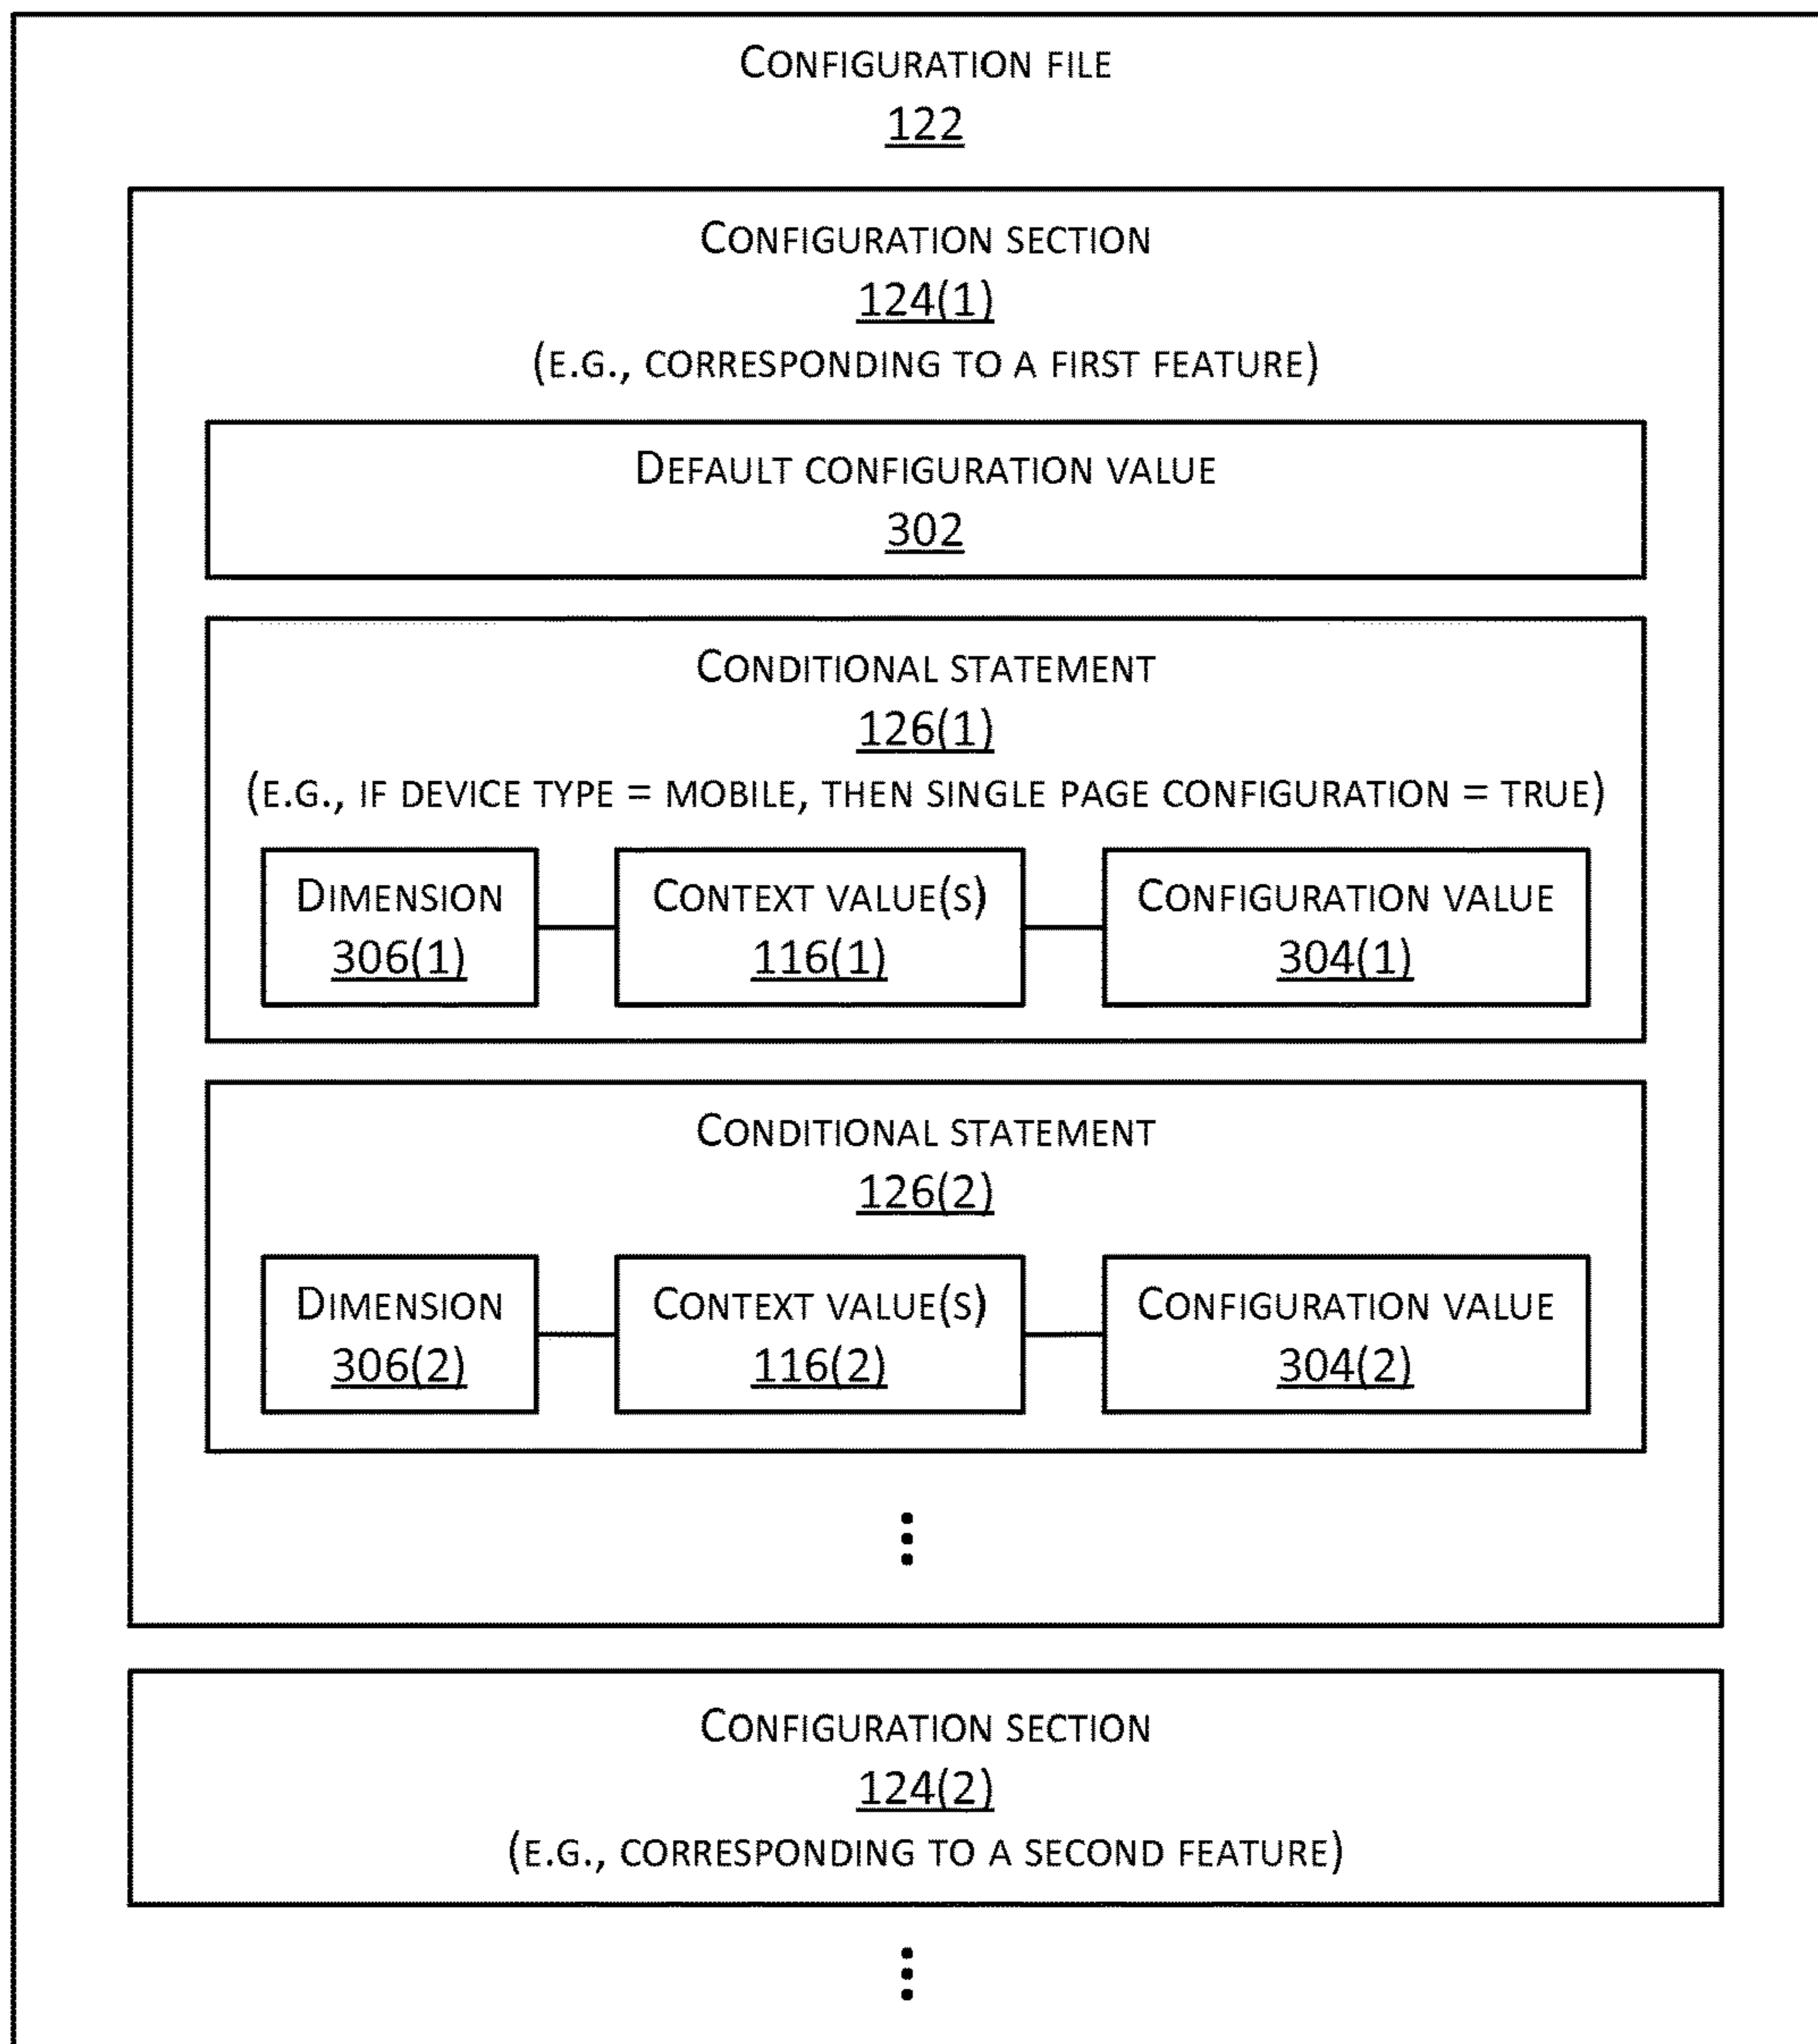 CONFIGURATION FILE
122
CONFIGURATION SECTION
124(1)
(E.G., CORRESPONDING TO A FIRST FEATURE)
DEFAULT CONFIGURATION VALUE
302
CONDITIONAL STATEMENT
126(1)
(E.G., IF DEVICE TYPE = MOBILE, THEN SINGLE PAGE CONFIGURATION = TRUE)
DIMENSION
306(1)
CONTEXT VALUE(S)
116(1)
CONFIGURATION VALUE
304(1)
CONDITIONAL STATEMENT
126(2)
DIMENSION
306(2)
CONTEXT VALUE(S)
116(2)
CONFIGURATION VALUE
304(2)
CONFIGURATION SECTION
124(2)
(E.G., CORRESPONDING TO A SECOND FEATURE)